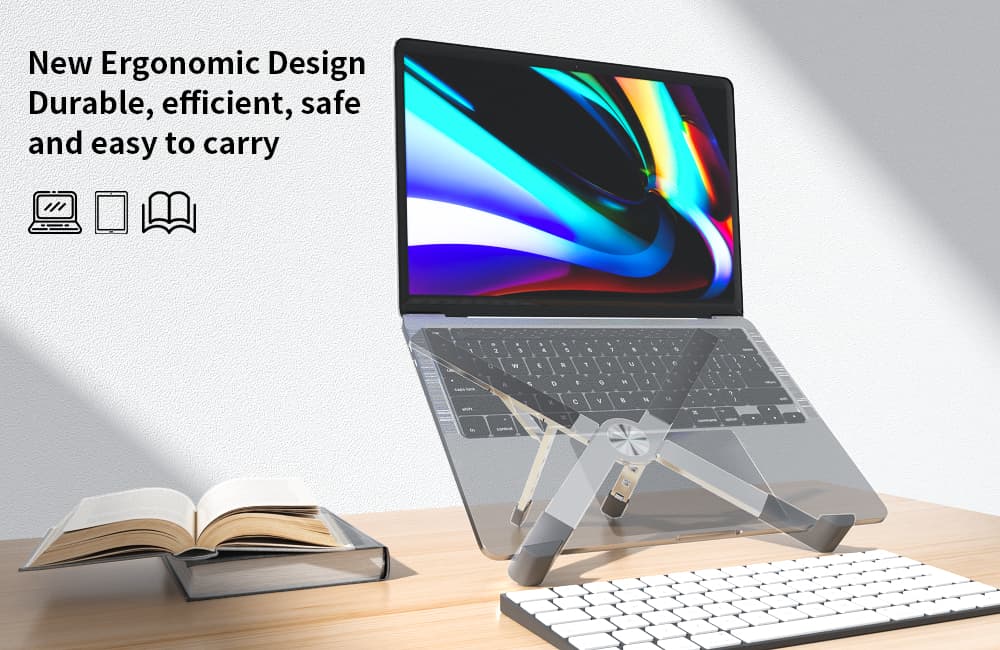 New Ergonomic Design
Durable, efficient, safe
and easy to carry